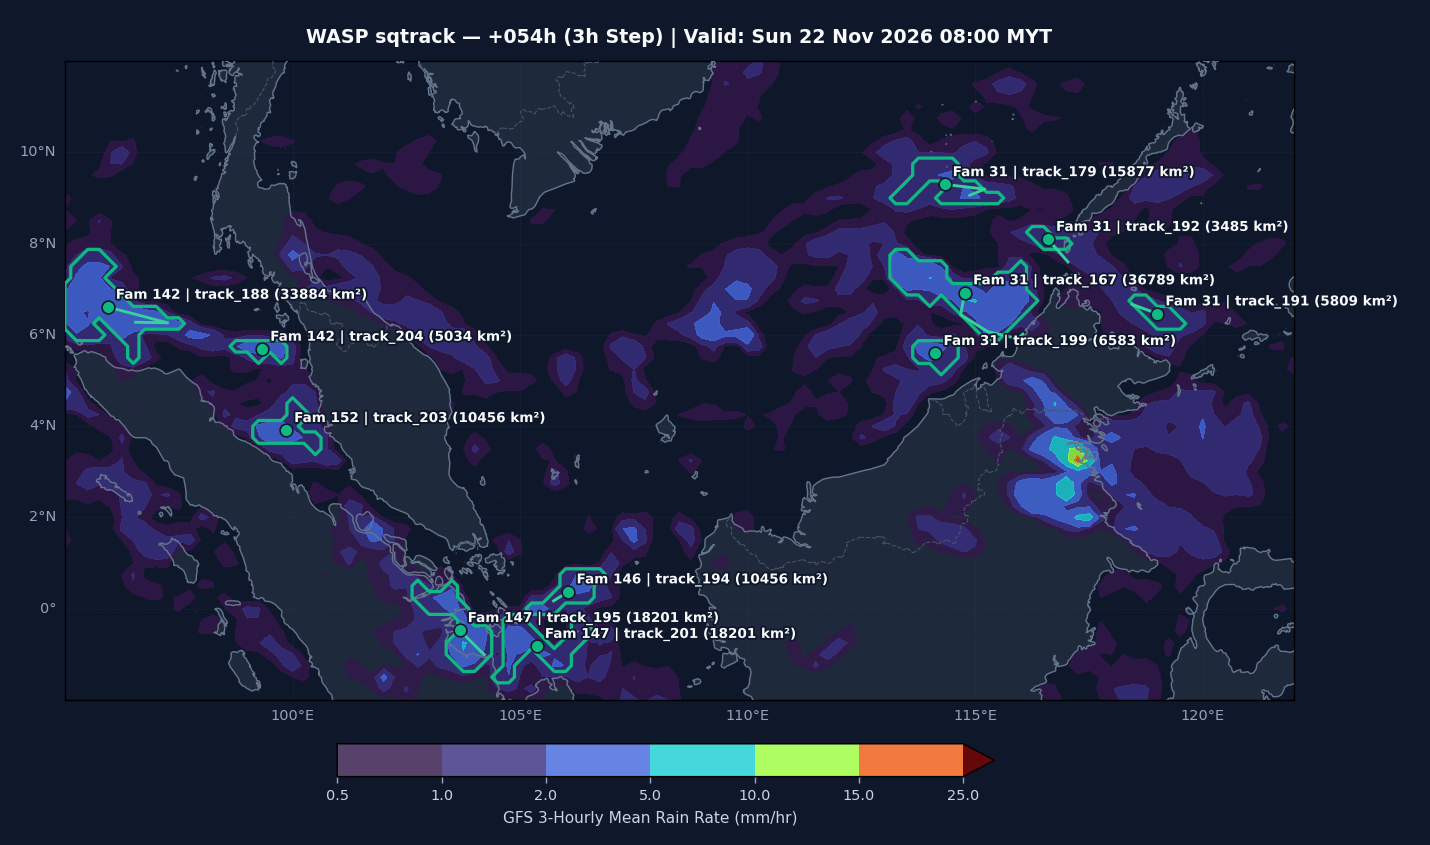 WASP sqtrack — +054h (3h Step) | Valid: Sun 22 Nov 2026 08:00 MYT
10°N
Fam 31 | track_179 (15877 km²)
Fam 31 | track_192 (3485 km²)
8°N
Fam 31 | track_167 (36789 km²)
Fam 142 | track_188 (33884 km²)
Fam 31 | track_191 (5809 km²)
6°N
Fam 142 | track_204 (5034 km²)
Fam 31 | track_199 (6583 km²)
4°N
Fam 152 | track_203 (10456 km²)
2°N
Fam 146 | track_194 (10456 km²)
0°
Fam 147 | track_195 (18201 km²)
Fam 147 | track_201 (18201 km²)
100°E 105°E 110°E 115°E 120°E
0.5 1.0 2.0 5.0 10.0 15.0 25.0
GFS 3-Hourly Mean Rain Rate (mm/hr)